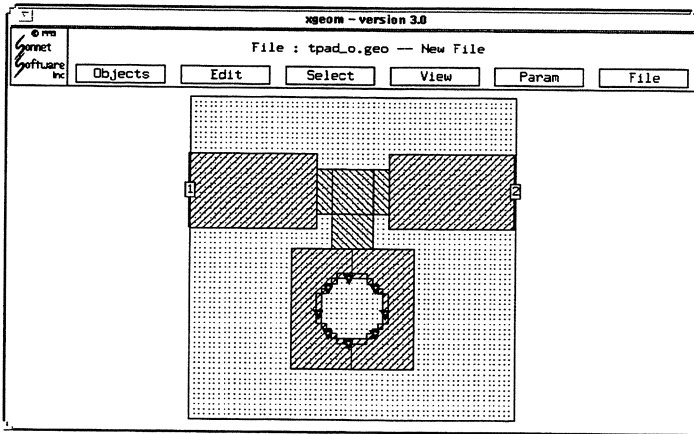 xgeom – version 3.0
Sonnet
Software
Inc
File : tpad_o.geo -- New File
Objects Edit Select View Param File
1 2